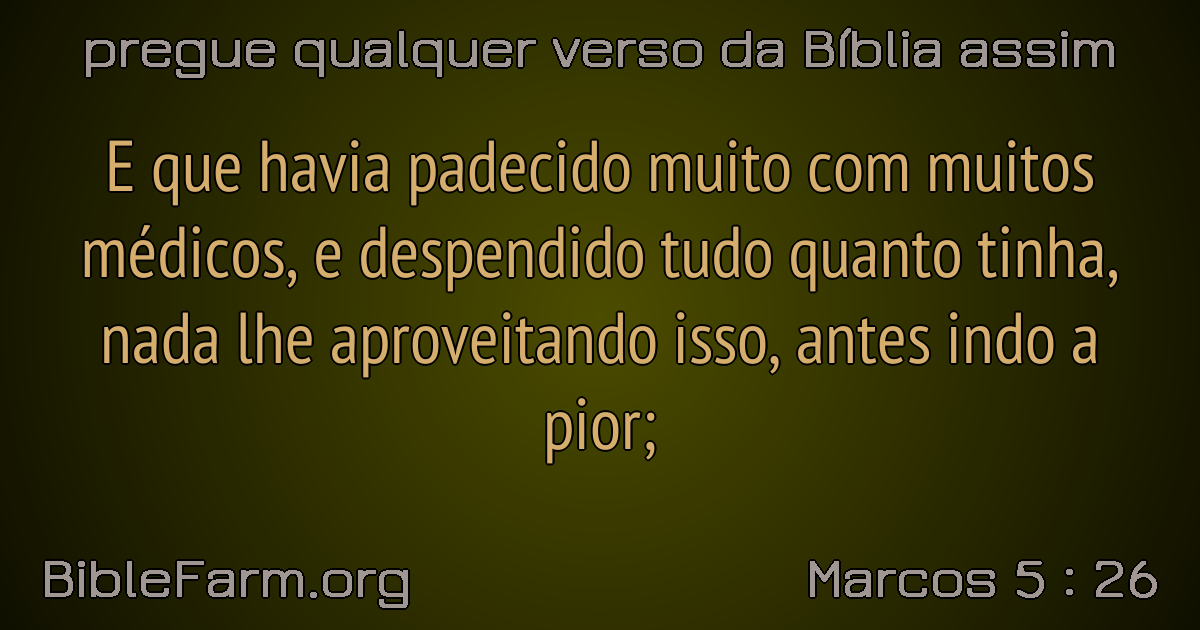 pregue qualquer verso da Bíblia assim
E que havia padecido muito com muitos
médicos, e despendido tudo quanto tinha,
nada lhe aproveitando isso, antes indo a
pior;
BibleFarm.org
Marcos 5 : 26